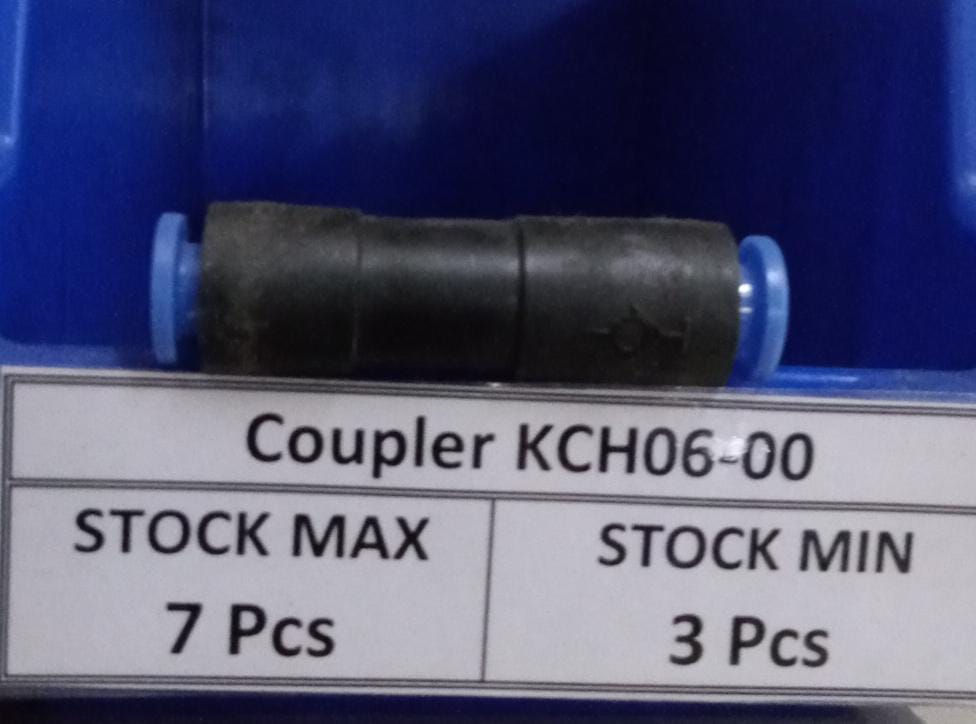 Coupler KCH06-00
STOCK MAX
STOCK MIN
7 Pcs
3 Pcs